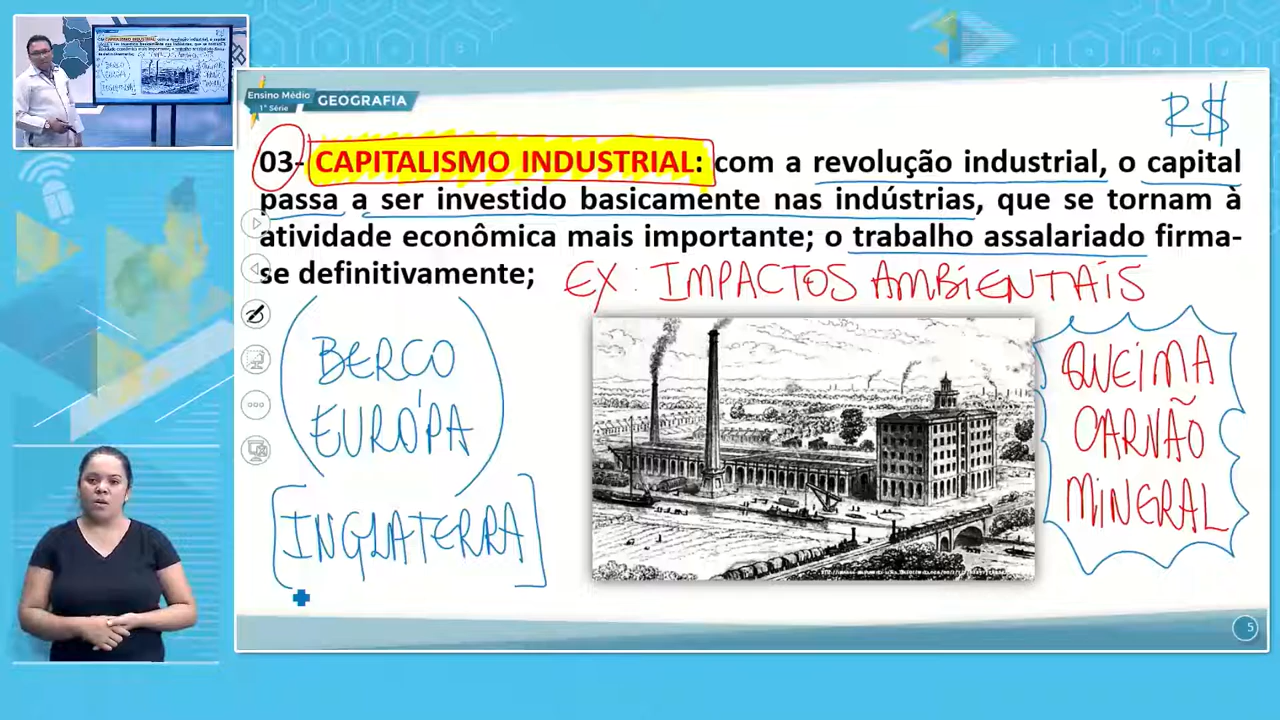 Ensino Médio
1ª Série
GEOGRAFIA
R$
03- CAPITALISMO INDUSTRIAL: com a revolução industrial, o capital
passa a ser investido basicamente nas indústrias, que se tornam à
atividade econômica mais importante; o trabalho assalariado firma-
se definitivamente;
EX: IMPACTOS AMBIENTAIS
BERÇO
EURÓPA
INGLATERRA
QUEIMA
CARVÃO
MINERAL
5